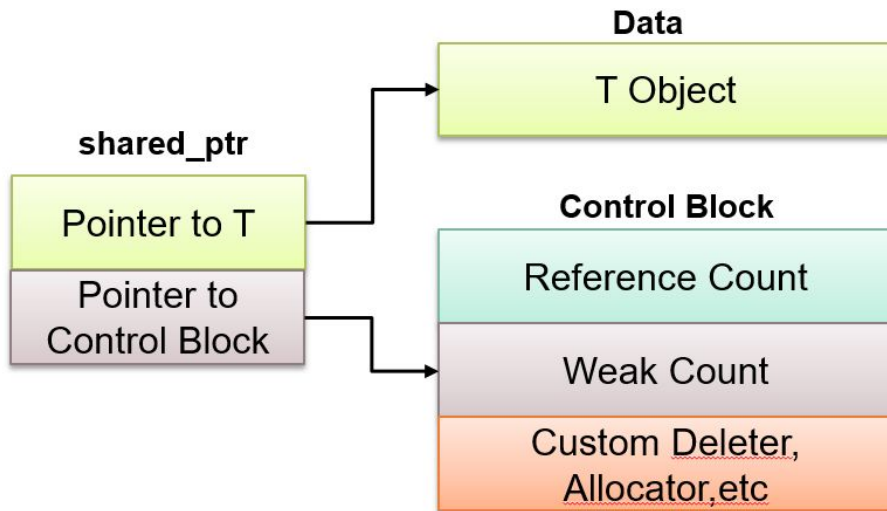 Data
T Object
shared_ptr
Pointer to T
Pointer to
Control Block
Control Block
Reference Count
Weak Count
Custom Deleter,
Allocator,etc